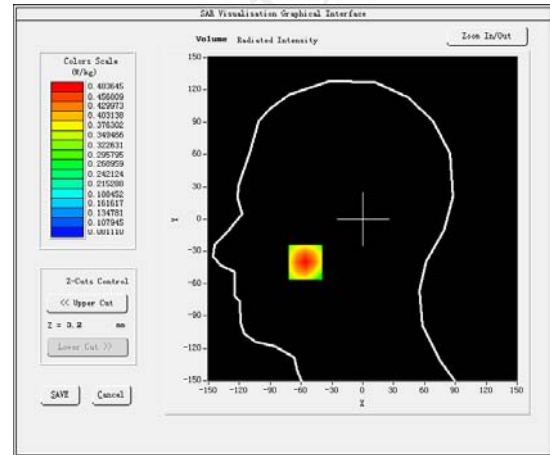 SAR Visualisation Graphical Interface
Volume Radiated Intensity
Zoom In/Out
Colors Scale
(W/kg)
0.483645
0.456809
0.429973
0.403138
0.376302
0.349466
0.322631
0.295795
0.268959
0.242124
0.215288
0.188452
0.161617
0.134781
0.107945
0.081110
150
120
90
60
30
0
-30
-60
-90
-120
-150
Y
-150 -120 -90 -60 -30 0 30 60 90 120 150
X
Z-Cuts Control
<< Upper Cut
Z = 3.2 mm
Lower Cut >>
SAVE
Cancel